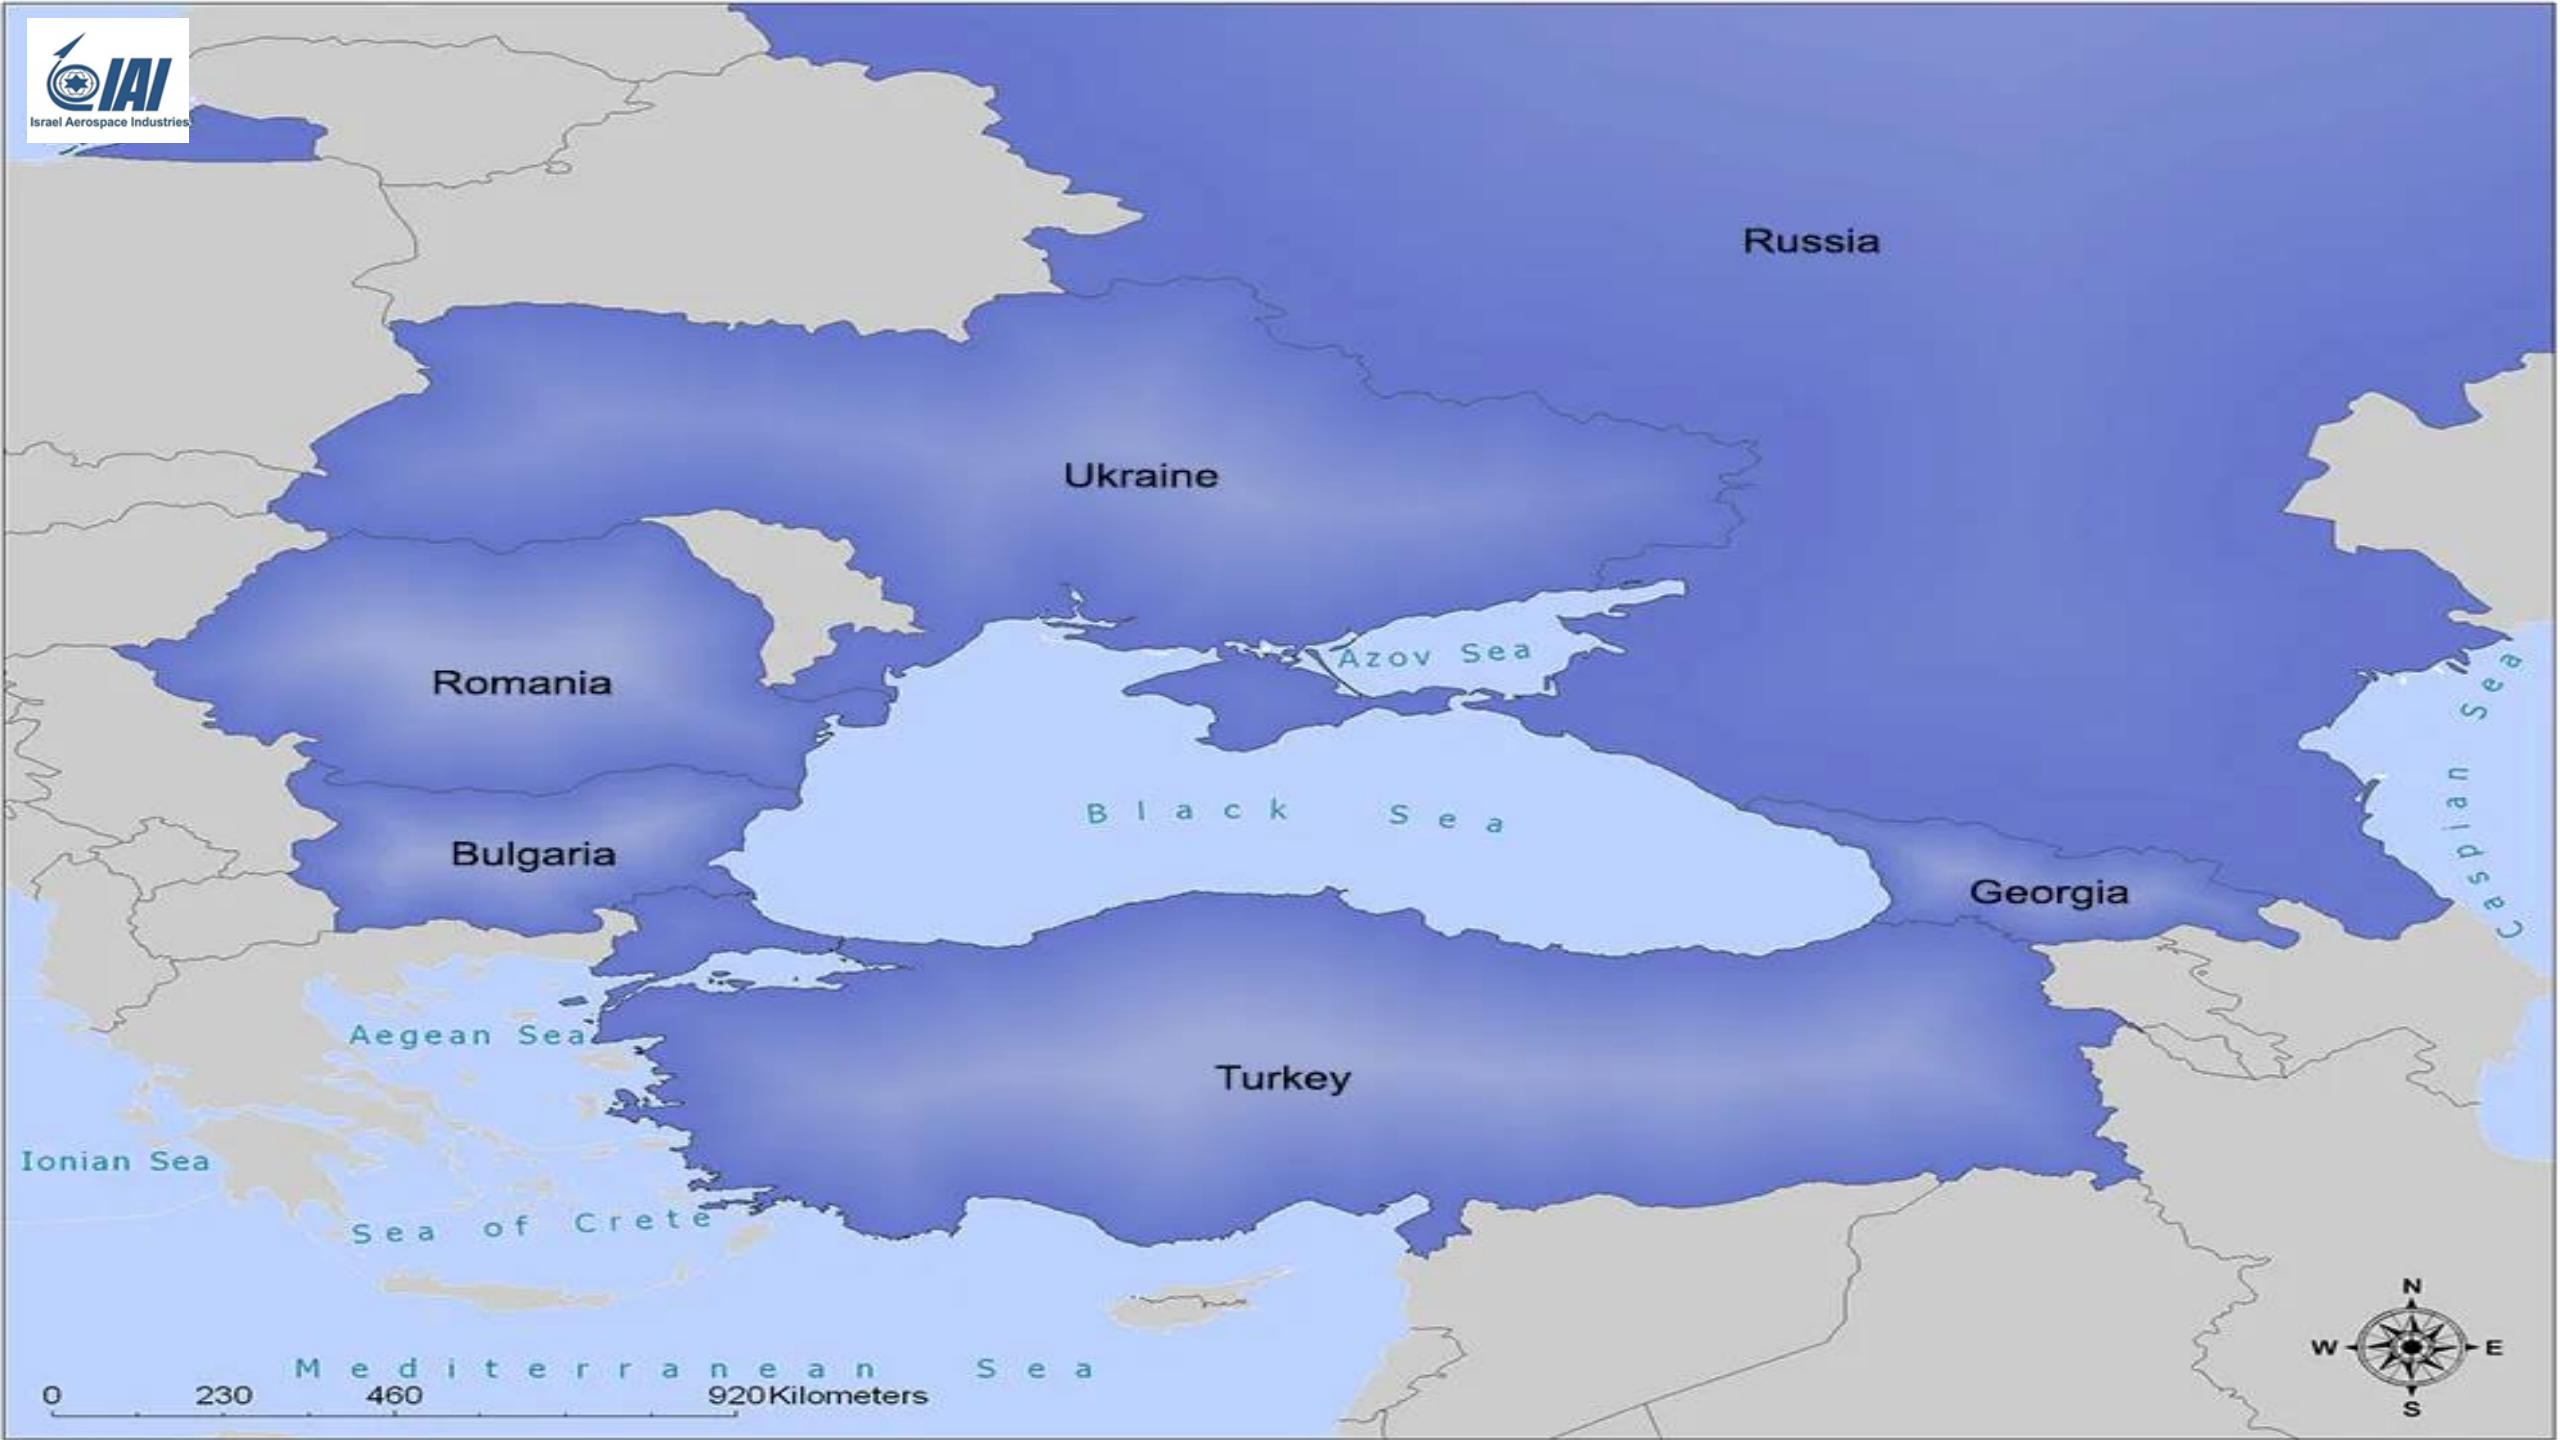 IAI
Israel Aerospace Industries
Russia
Ukraine
Azov Sea
Romania
Caspian Sea
Black Sea
Bulgaria
Georgia
Aegean Sea
Turkey
Ionian Sea
Sea of Crete
N
W E
S
Mediterranean Sea
0 230 460 920 Kilometers